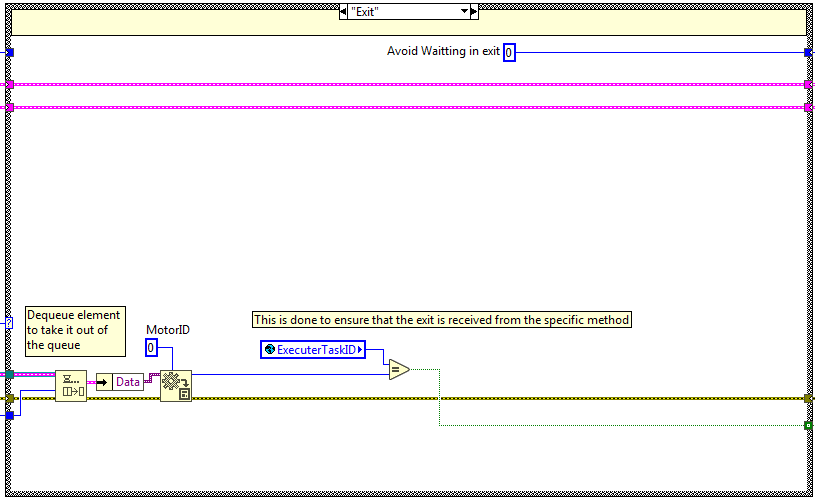 "Exit"
Avoid Waitting in exit 0
Dequeue element
to take it out of
the queue
MotorID
0
This is done to ensure that the exit is received from the specific method
ExecuterTaskID
Data
=
?